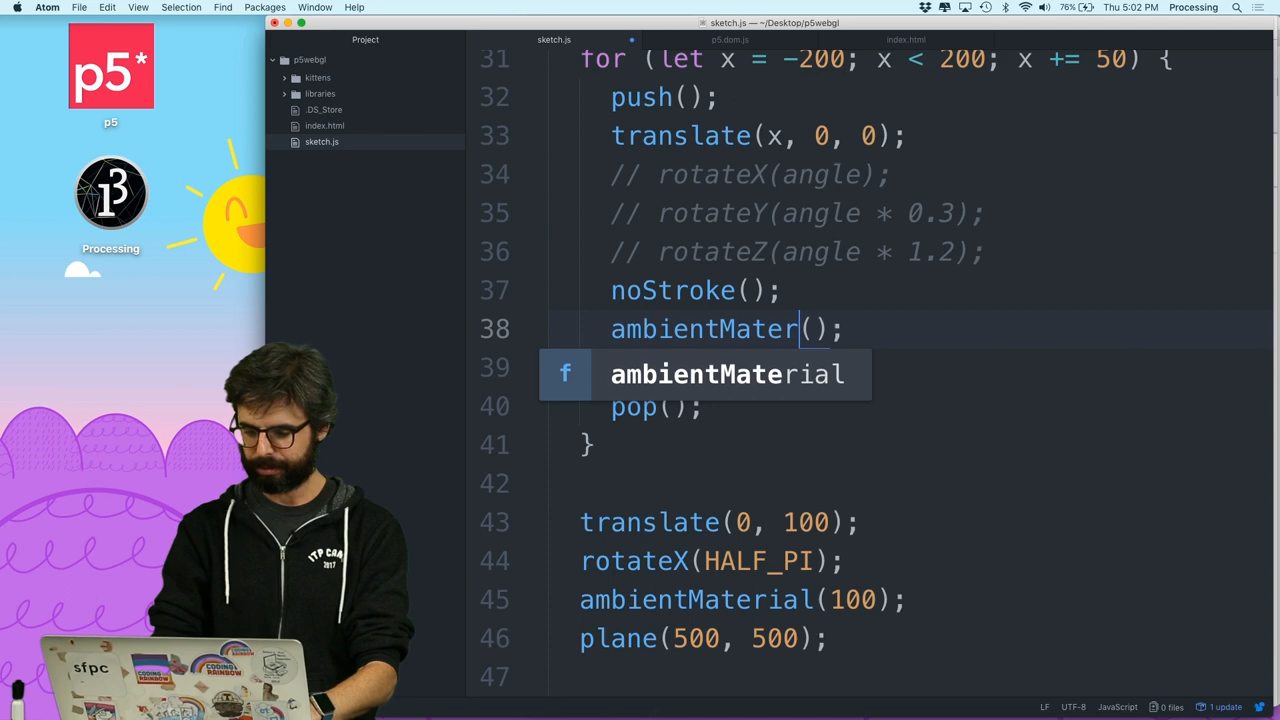 Atom File Edit View Selection Find Packages Window Help 76% Thu 5:02 PM Processing
sketch.js — ~/Desktop/p5webgl
Project
sketch.js p5.dom.js index.html
p5webgl
kittens
libraries
.DS_Store
index.html
sketch.js
p5*
p5
Processing
31 for (let x = -200; x < 200; x += 50) {
32 push();
33 translate(x, 0, 0);
34 // rotateX(angle);
35 // rotateY(angle * 0.3);
36 // rotateZ(angle * 1.2);
37 noStroke();
38 ambientMater();
39
f ambientMaterial
40 pop();
41 }
42
43 translate(0, 100);
44 rotateX(HALF_PI);
45 ambientMaterial(100);
46 plane(500, 500);
47
ITP CAMP
2017
sfpc
CODING
RAINBOW
LF UTF-8 JavaScript 0 files 1 update